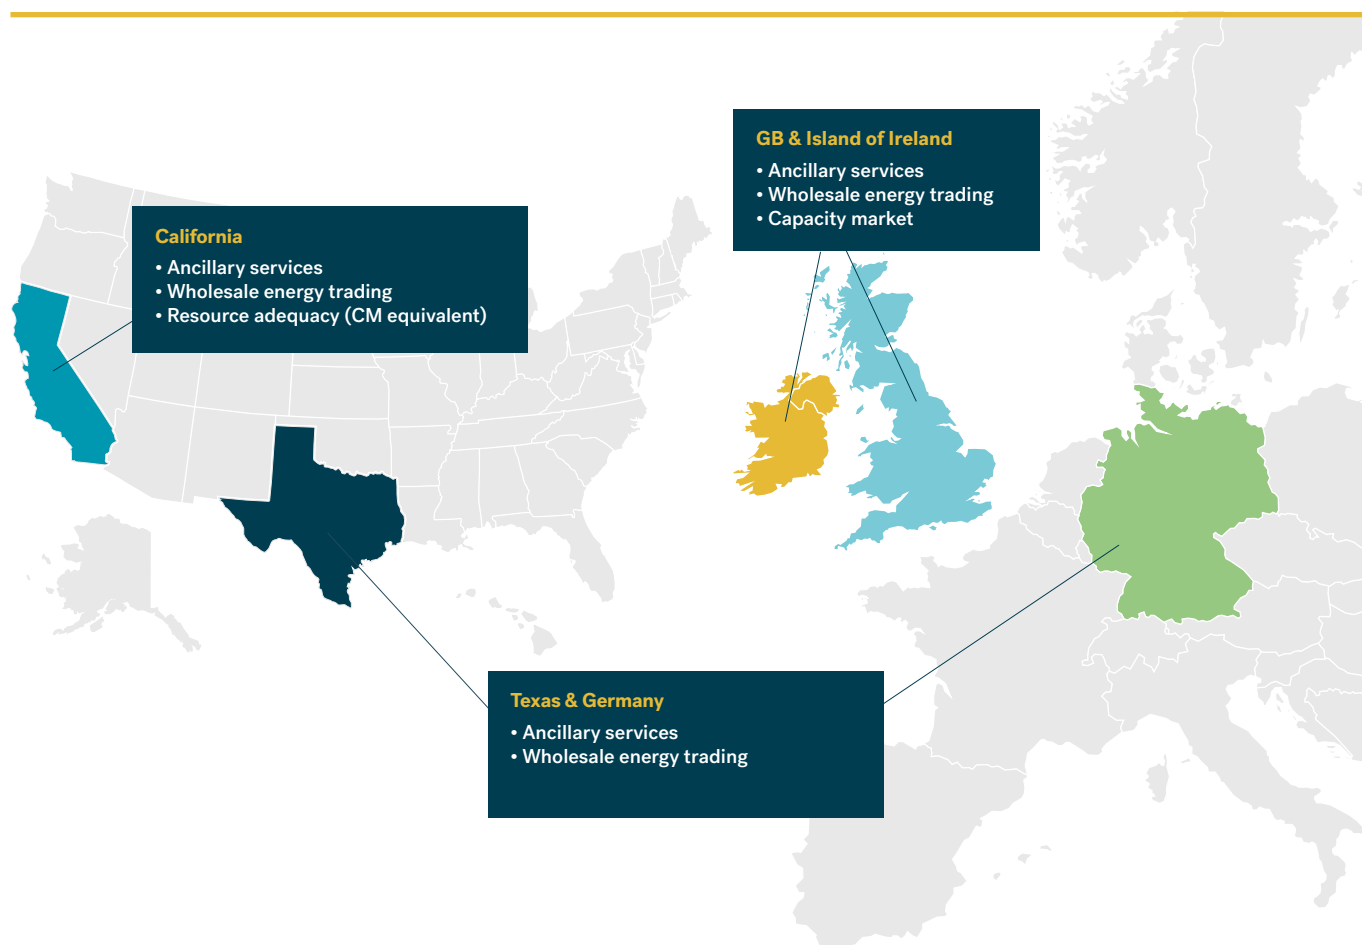 GB & Island of Ireland
• Ancillary services
• Wholesale energy trading
• Capacity market
California
• Ancillary services
• Wholesale energy trading
• Resource adequacy (CM equivalent)
Texas & Germany
• Ancillary services
• Wholesale energy trading